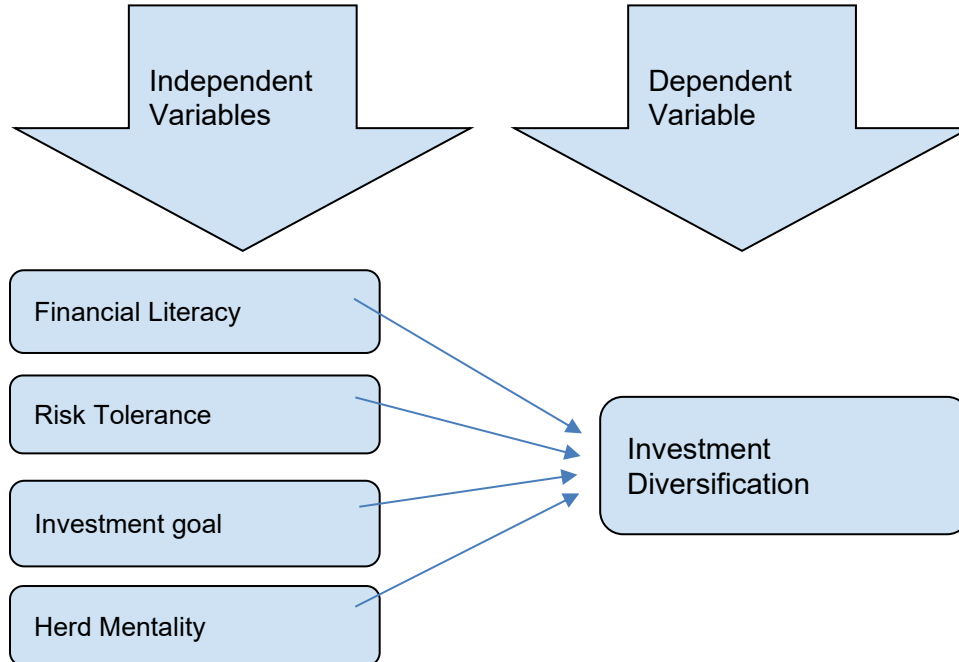 Independent
Variables
Dependent
Variable
Financial Literacy
Risk Tolerance
Investment goal
Herd Mentality
Investment
Diversification